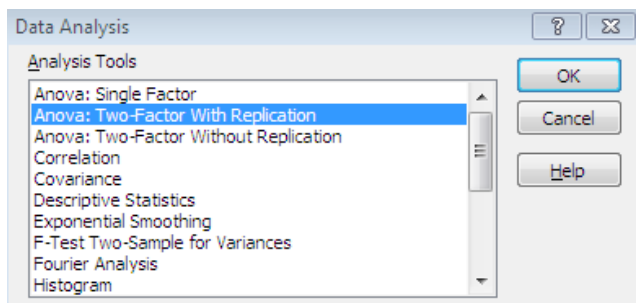 Data Analysis
Analysis Tools
Anova: Single Factor
Anova: Two-Factor With Replication
Anova: Two-Factor Without Replication
Correlation
Covariance
Descriptive Statistics
Exponential Smoothing
F-Test Two-Sample for Variances
Fourier Analysis
Histogram
OK
Cancel
Help